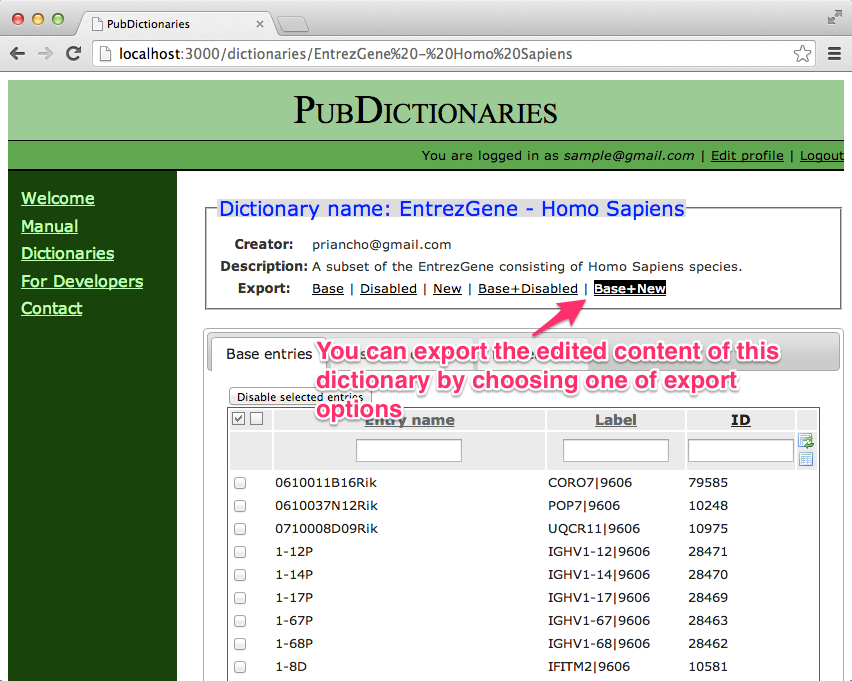 PubDictionaries
localhost:3000/dictionaries/EntrezGene%20-%20Homo%20Sapiens
PubDictionaries
You are logged in as sample@gmail.com | Edit profile | Logout
Welcome
Manual
Dictionaries
For Developers
Contact
Dictionary name: EntrezGene - Homo Sapiens
Creator: priancho@gmail.com
Description: A subset of the EntrezGene consisting of Homo Sapiens species.
Export: Base | Disabled | New | Base+Disabled | Base+New
Base entries
You can export the edited content of this
dictionary by choosing one of export
options
Disable selected entries
Entry name Label ID
0610011B16Rik CORO7|9606 79585
0610037N12Rik POP7|9606 10248
0710008D09Rik UQCR11|9606 10975
1-12P IGHV1-12|9606 28471
1-14P IGHV1-14|9606 28470
1-17P IGHV1-17|9606 28469
1-67P IGHV1-67|9606 28463
1-68P IGHV1-68|9606 28462
1-8D IFITM2|9606 10581